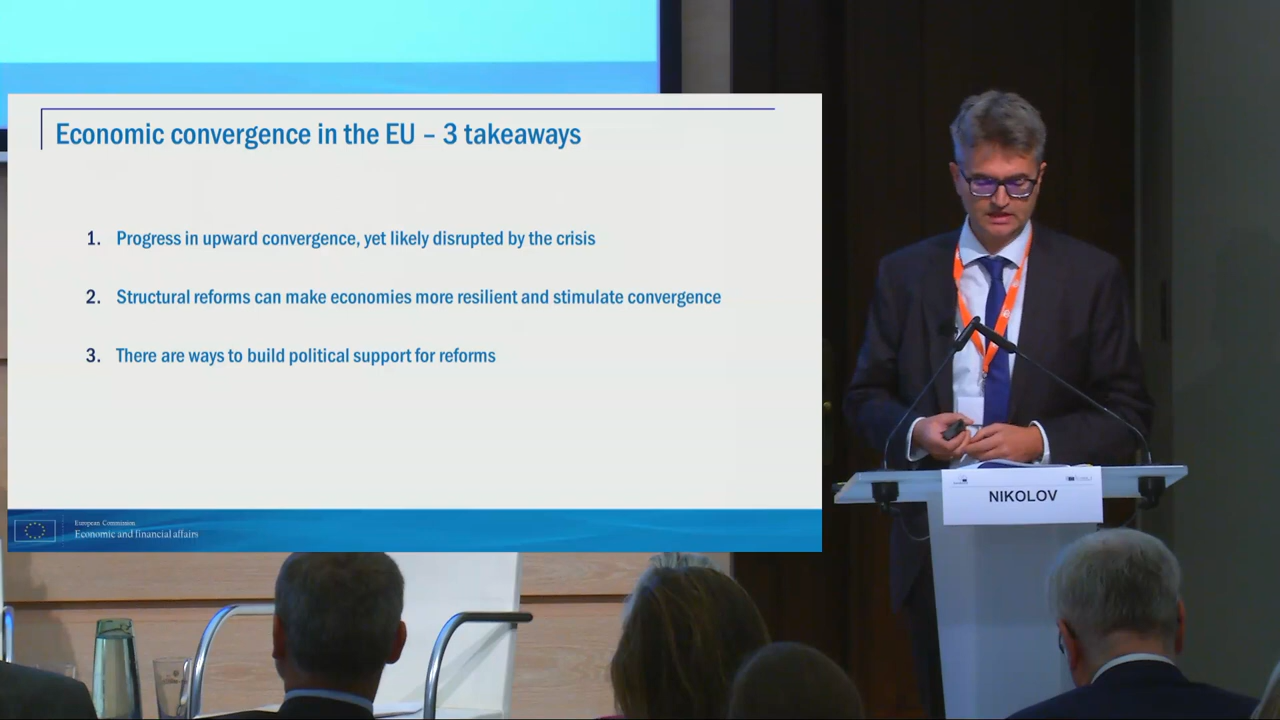 Economic convergence in the EU – 3 takeaways
1. Progress in upward convergence, yet likely disrupted by the crisis
2. Structural reforms can make economies more resilient and stimulate convergence
3. There are ways to build political support for reforms
European Commission
Economic and financial affairs
NIKOLOV